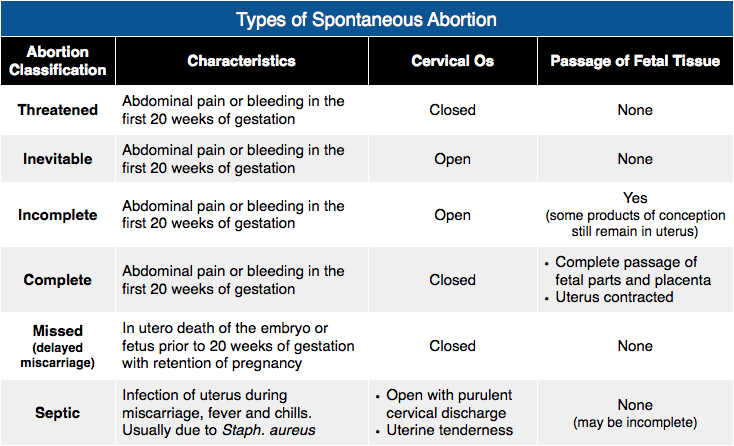 Types of Spontaneous Abortion
Abortion Classification | Characteristics | Cervical Os | Passage of Fetal Tissue
Threatened
Abdominal pain or bleeding in the
first 20 weeks of gestation
Closed
None
Inevitable
Abdominal pain or bleeding in the
first 20 weeks of gestation
Open
None
Incomplete
Abdominal pain or bleeding in the
first 20 weeks of gestation
Open
Yes
(some products of conception
still remain in uterus)
Complete
Abdominal pain or bleeding in the
first 20 weeks of gestation
Closed
• Complete passage of
fetal parts and placenta
• Uterus contracted
Missed
(delayed
miscarriage)
In utero death of the embryo or
fetus prior to 20 weeks of gestation
with retention of pregnancy
Closed
None
Septic
Infection of uterus during
miscarriage, fever and chills.
Usually due to Staph. aureus
• Open with purulent
cervical discharge
• Uterine tenderness
None
(may be incomplete)